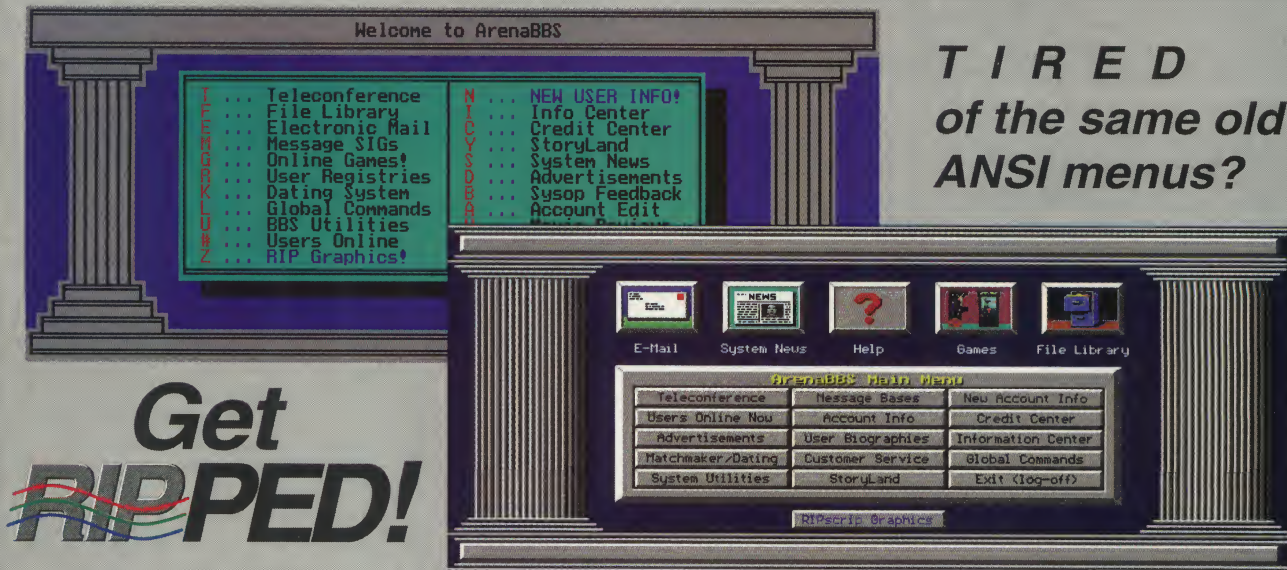 Welcome to ArenaBBS
T ... Teleconference
F ... File Library
E ... Electronic Mail
M ... Message SIGs
G ... Online Games!
R ... User Registries
K ... Dating System
L ... Global Commands
U ... BBS Utilities
# ... Users Online
Z ... RIP Graphics!
N ... NEW USER INFO!
I ... Info Center
C ... Credit Center
Y ... StoryLand
S ... System News
D ... Advertisements
B ... Sysop Feedback
A ... Account Edit
TIRED
of the same old
ANSI menus?
NEWS
?
E-Mail
System News
Help
Games
File Library
ArenaBBS Main Menu
Teleconference
Message Bases
New Account Info
Users Online Now
Account Info
Credit Center
Advertisements
User Biographies
Information Center
Matchmaker/Dating
Customer Service
Global Commands
System Utilities
StoryLand
Exit (log-off)
RIPscrip Graphics
Get
RIPPED!